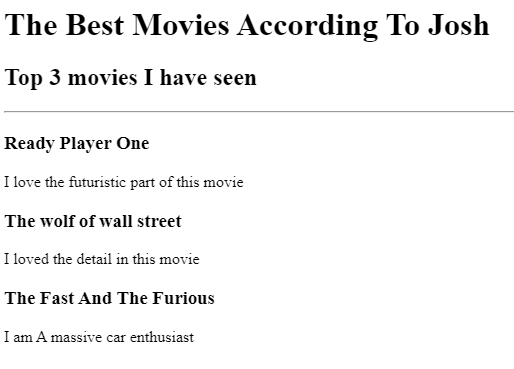 The Best Movies According To Josh
Top 3 movies I have seen
Ready Player One
I love the futuristic part of this movie
The wolf of wall street
I loved the detail in this movie
The Fast And The Furious
I am A massive car enthusiast